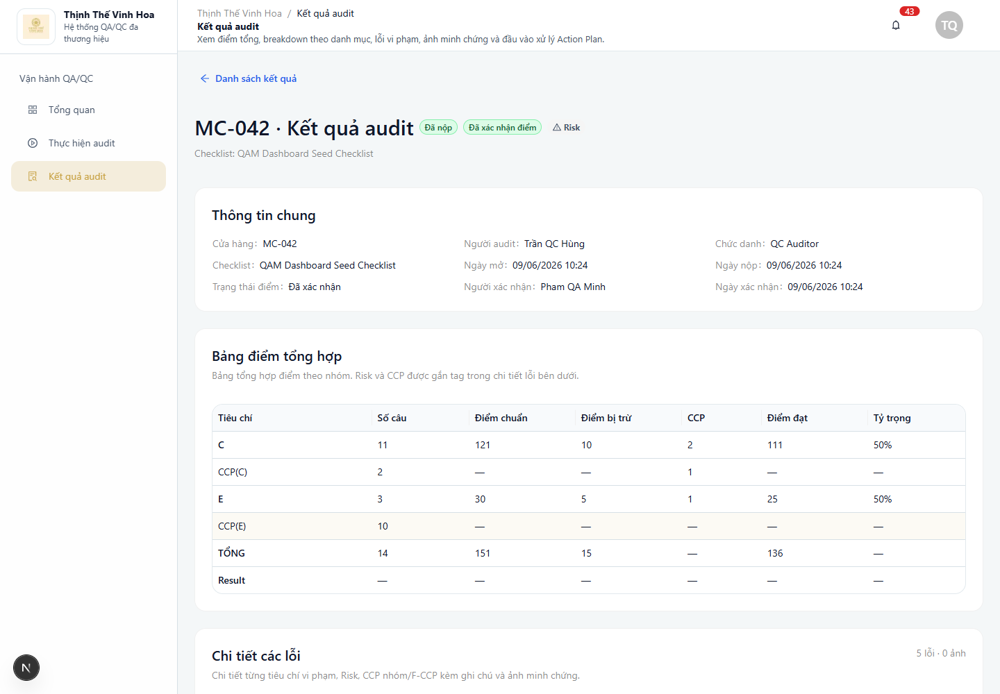 Thịnh Thế Vinh Hoa
Hệ thống QA/QC đa
thương hiệu
Vận hành QA/QC
Tổng quan
Thực hiện audit
Kết quả audit
Thịnh Thế Vinh Hoa / Kết quả audit
Kết quả audit
Xem điểm tổng, breakdown theo danh mục, lỗi vi phạm, ảnh minh chứng và đầu vào xử lý Action Plan.
43
TQ
Danh sách kết quả
MC-042 · Kết quả audit Đã nộp Đã xác nhận điểm Risk
Checklist: QAM Dashboard Seed Checklist
Thông tin chung
Cửa hàng: MC-042 Người audit: Trần QC Hùng Chức danh: QC Auditor
Checklist: QAM Dashboard Seed Checklist Ngày mở: 09/06/2026 10:24 Ngày nộp: 09/06/2026 10:24
Trạng thái điểm: Đã xác nhận Người xác nhận: Pham QA Minh Ngày xác nhận: 09/06/2026 10:24
Bảng điểm tổng hợp
Bảng tổng hợp điểm theo nhóm. Risk và CCP được gắn tag trong chi tiết lỗi bên dưới.
Tiêu chí Số câu Điểm chuẩn Điểm bị trừ CCP Điểm đạt Tỷ trọng
C 11 121 10 2 111 50%
CCP(C) 2 — — 1 — —
E 3 30 5 1 25 50%
CCP(E) 10 — — — — —
TỔNG 14 151 15 — 136 —
Result — — — — — —
Chi tiết các lỗi
5 lỗi · 0 ảnh
Chi tiết từng tiêu chí vi phạm, Risk, CCP nhóm/F-CCP kèm ghi chú và ảnh minh chứng.
N